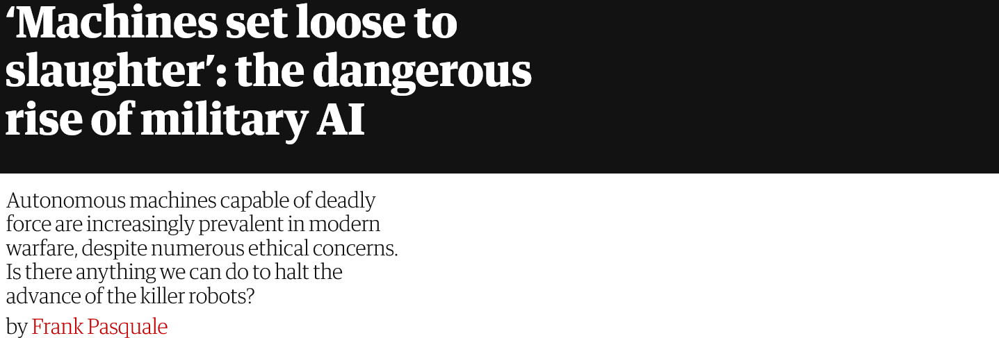 ‘Machines set loose to
slaughter’: the dangerous
rise of military AI
Autonomous machines capable of deadly
force are increasingly prevalent in modern
warfare, despite numerous ethical concerns.
Is there anything we can do to halt the
advance of the killer robots?
by Frank Pasquale